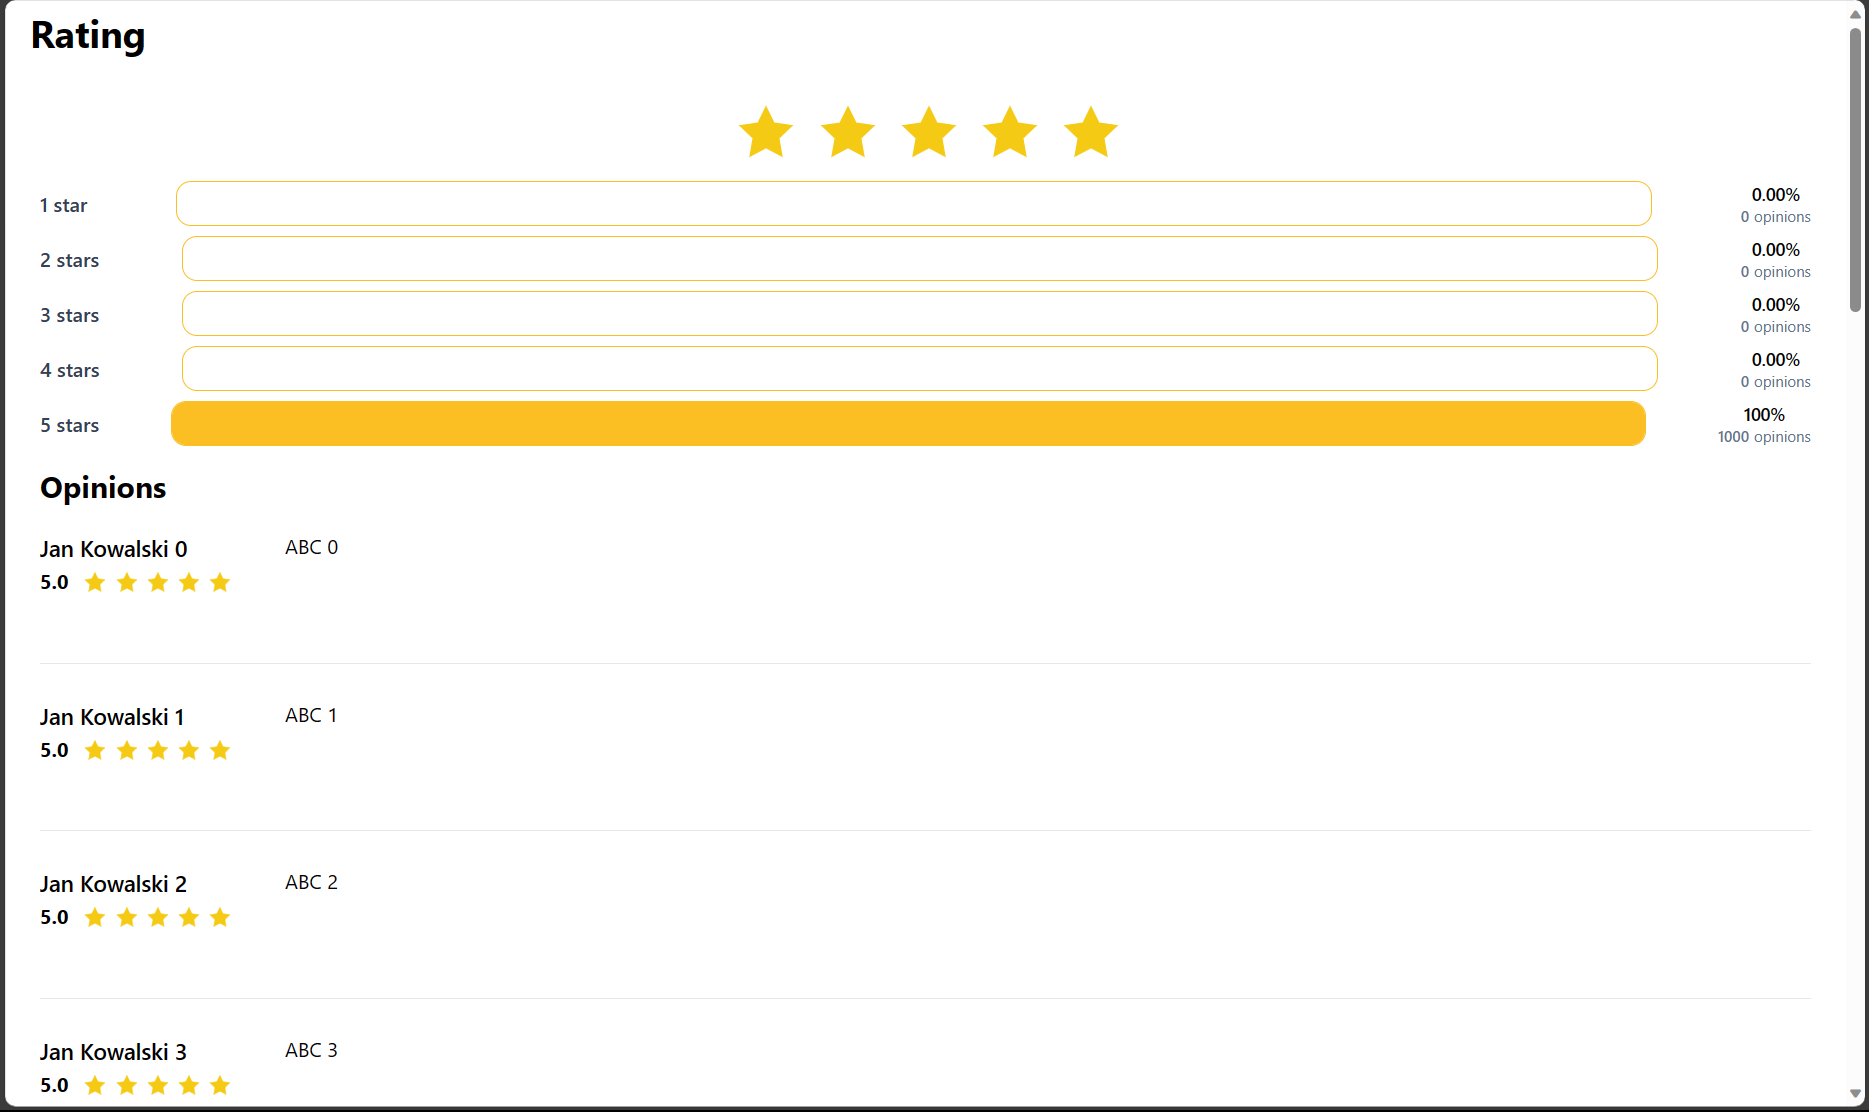 Rating
1 star
0.00%
0 opinions
2 stars
0.00%
0 opinions
3 stars
0.00%
0 opinions
4 stars
0.00%
0 opinions
5 stars
100%
1000 opinions
Opinions
Jan Kowalski 0
ABC 0
5.0
Jan Kowalski 1
ABC 1
5.0
Jan Kowalski 2
ABC 2
5.0
Jan Kowalski 3
ABC 3
5.0